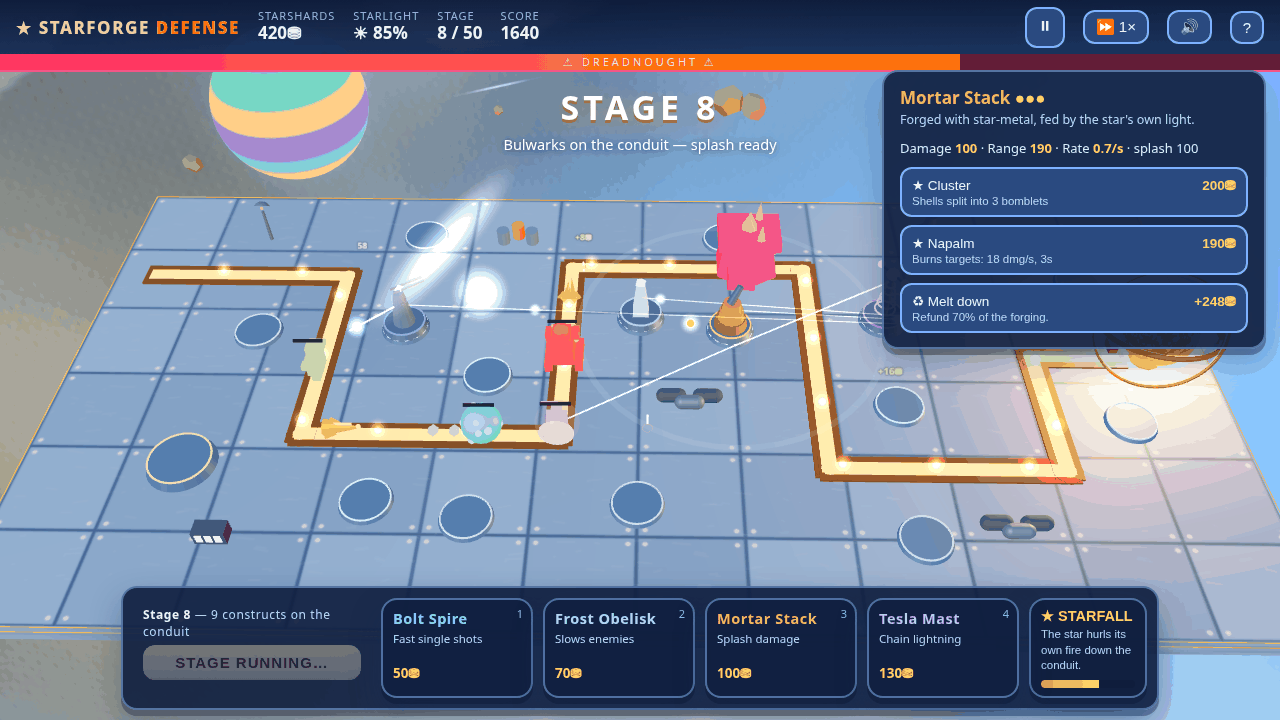 ★ STARFORGE DEFENSE
STARSHARDS
420
STARLIGHT
☀ 85%
STAGE
8 / 50
SCORE
1640
⏸
⏩ 1×
🔊
?
⚠ DREADNOUGHT ⚠
STAGE 8
Bulwarks on the conduit — splash ready
Mortar Stack ●●●
Forged with star-metal, fed by the star's own light.
Damage 100 · Range 190 · Rate 0.7/s · splash 100
★ Cluster 200
Shells split into 3 bomblets
★ Napalm 190
Burns targets: 18 dmg/s, 3s
♻ Melt down +248
Refund 70% of the forging.
58
+8
+16
Stage 8 — 9 constructs on the
conduit
STAGE RUNNING...
Bolt Spire 1
Fast single shots
50
Frost Obelisk 2
Slows enemies
70
Mortar Stack 3
Splash damage
100
Tesla Mast 4
Chain lightning
130
★ STARFALL
The star hurls its
own fire down the
conduit.